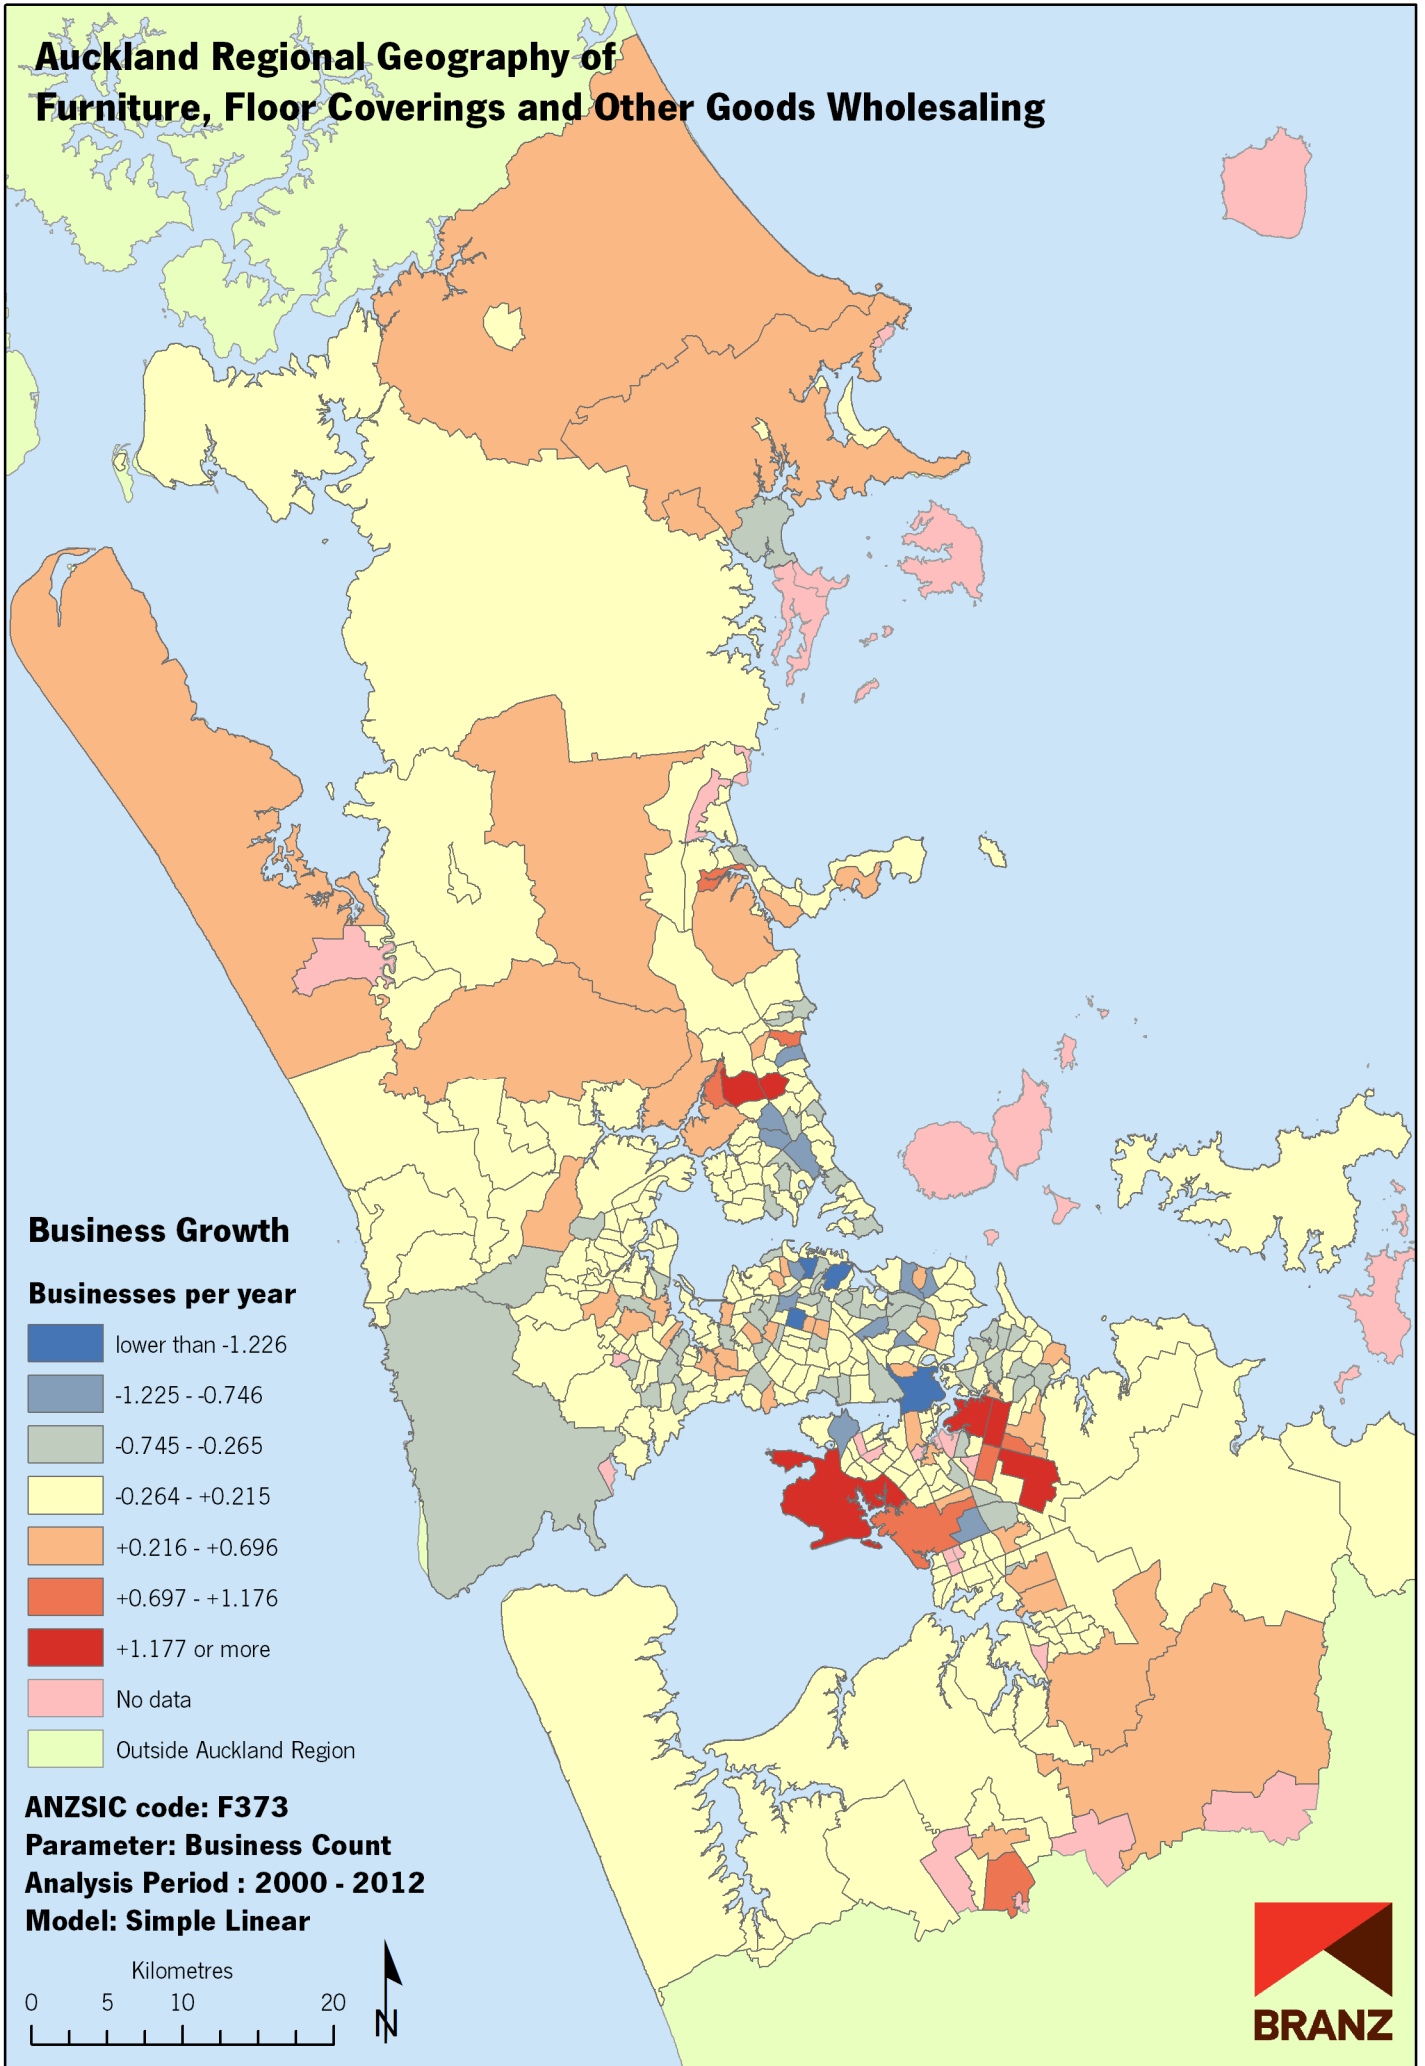 Auckland Regional Geography of
Furniture, Floor Coverings and Other Goods Wholesaling
Business Growth
Businesses per year
lower than -1.226
-1.225 - -0.746
-0.745 - -0.265
-0.264 - +0.215
+0.216 - +0.696
+0.697 - +1.176
+1.177 or more
No data
Outside Auckland Region
ANZSIC code: F373
Parameter: Business Count
Analysis Period : 2000 - 2012
Model: Simple Linear
Kilometres
0 5 10 20
N
BRANZ